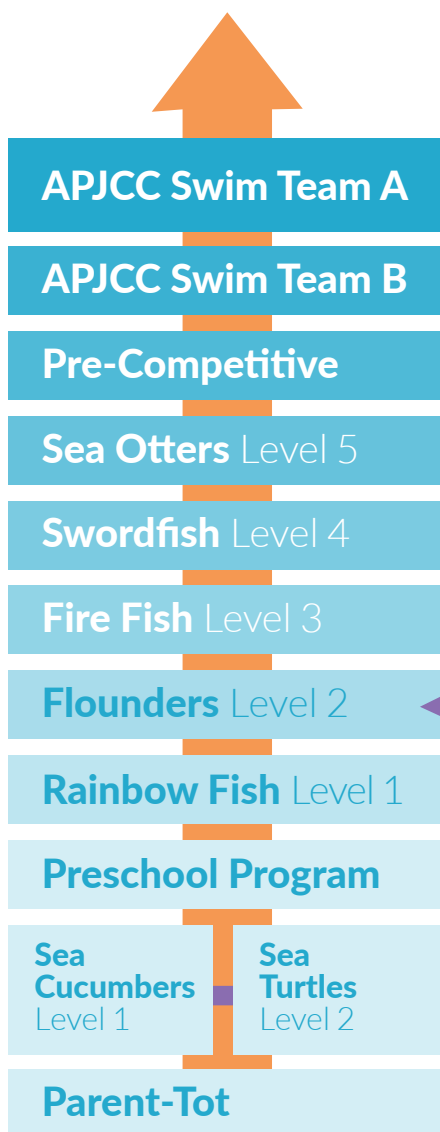 APJCC Swim Team A
APJCC Swim Team B
Pre-Competitive
Sea Otters Level 5
Swordfish Level 4
Fire Fish Level 3
Flounders Level 2
Rainbow Fish Level 1
Preschool Program
Sea
Cucumbers
Level 1
Sea
Turtles
Level 2
Parent-Tot